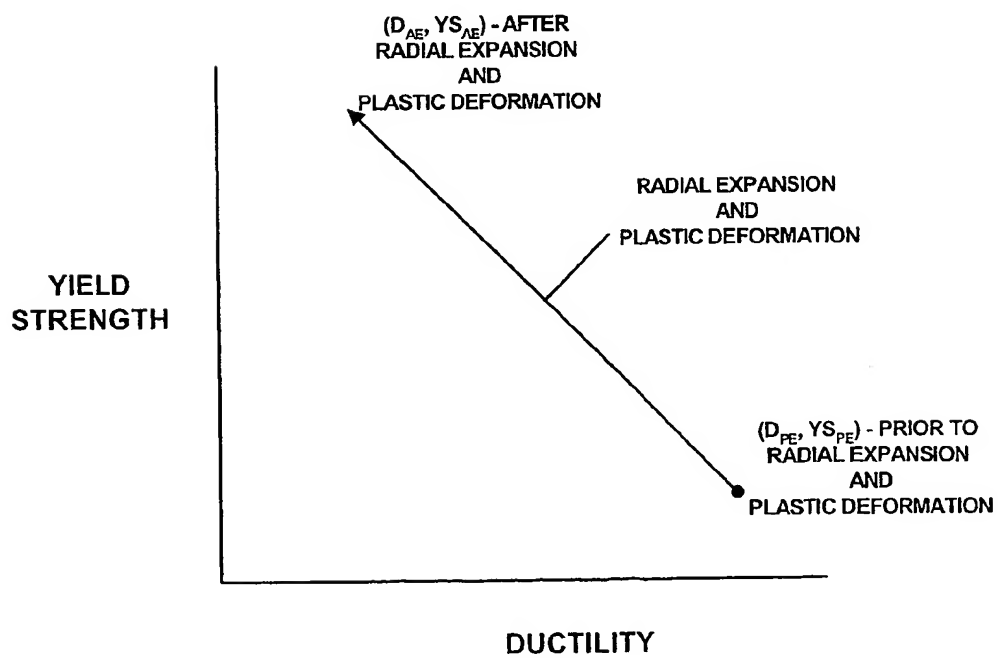 (D_AE, YS_AE) - AFTER
RADIAL EXPANSION
AND
PLASTIC DEFORMATION
RADIAL EXPANSION
AND
PLASTIC DEFORMATION
YIELD
STRENGTH
(D_PE, YS_PE) - PRIOR TO
RADIAL EXPANSION
AND
PLASTIC DEFORMATION
DUCTILITY